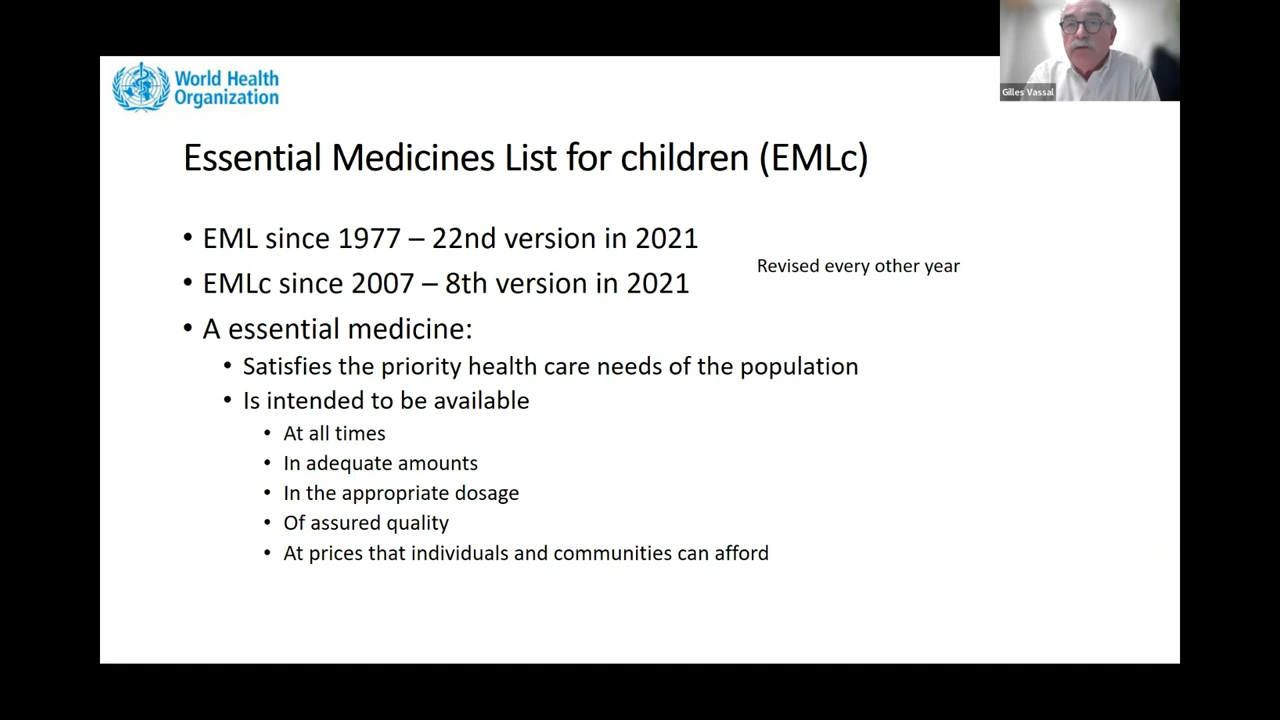 World Health
Organization
Gilles Vassal
Essential Medicines List for children (EMLc)
• EML since 1977 – 22nd version in 2021
Revised every other year
• EMLc since 2007 – 8th version in 2021
• A essential medicine:
• Satisfies the priority health care needs of the population
• Is intended to be available
• At all times
• In adequate amounts
• In the appropriate dosage
• Of assured quality
• At prices that individuals and communities can afford